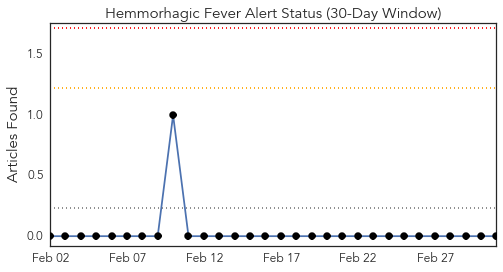 Hemmorhagic Fever Alert Status (30-Day Window)
Articles Found
1.5
1.0
0.5
0.0
Feb 02 Feb 07 Feb 12 Feb 17 Feb 22 Feb 27